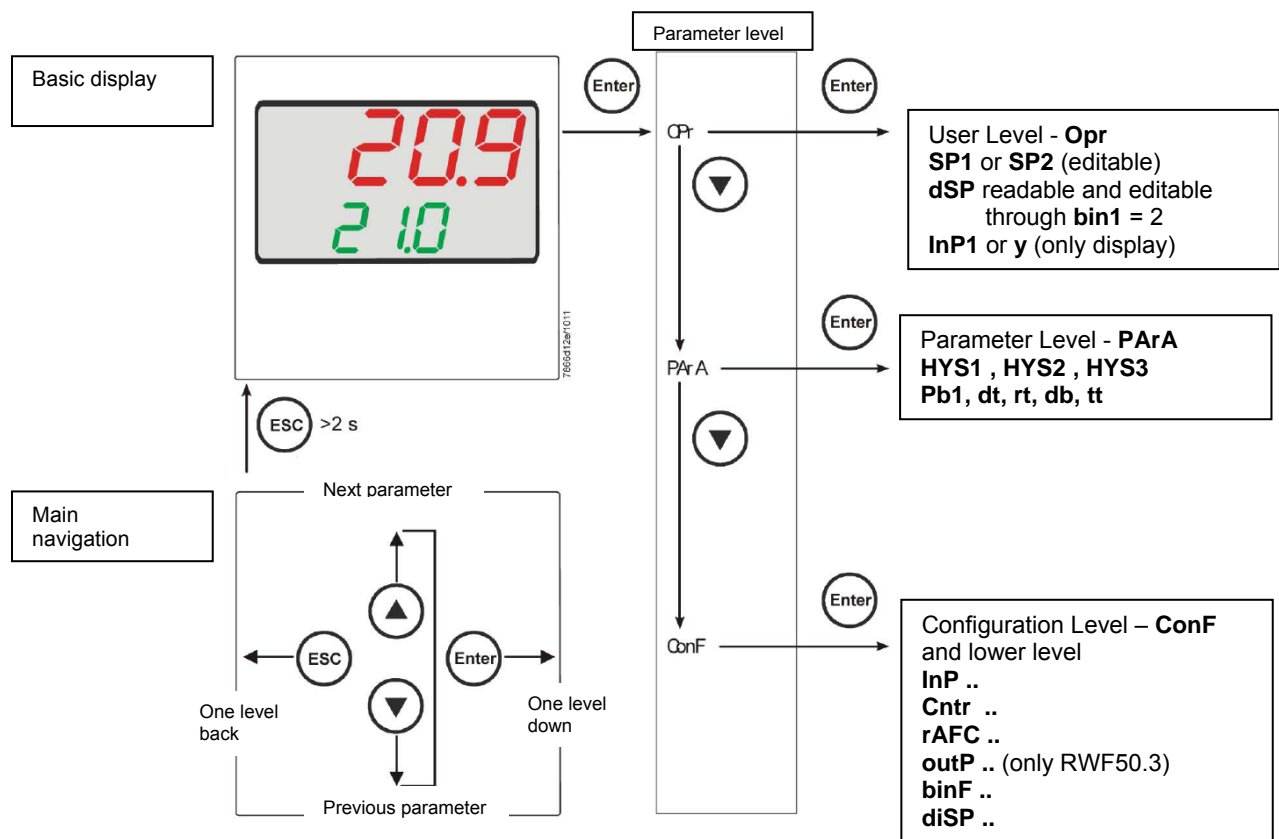 Parameter level
Basic display
Enter
Enter
20.9
21.0
7866d12e/1011
OPr
User Level - Opr
SP1 or SP2 (editable)
dSP readable and editable
through bin1 = 2
InP1 or y (only display)
Enter
PArA
Parameter Level - PArA
HYS1 , HYS2 , HYS3
Pb1, dt, rt, db, tt
ESC >2 s
Main
navigation
Next parameter
ESC
Enter
One level
back
One level
down
Previous parameter
Enter
ConF
Configuration Level – ConF
and lower level
InP ..
Cntr ..
rAFC ..
outP .. (only RWF50.3)
binF ..
diSP ..